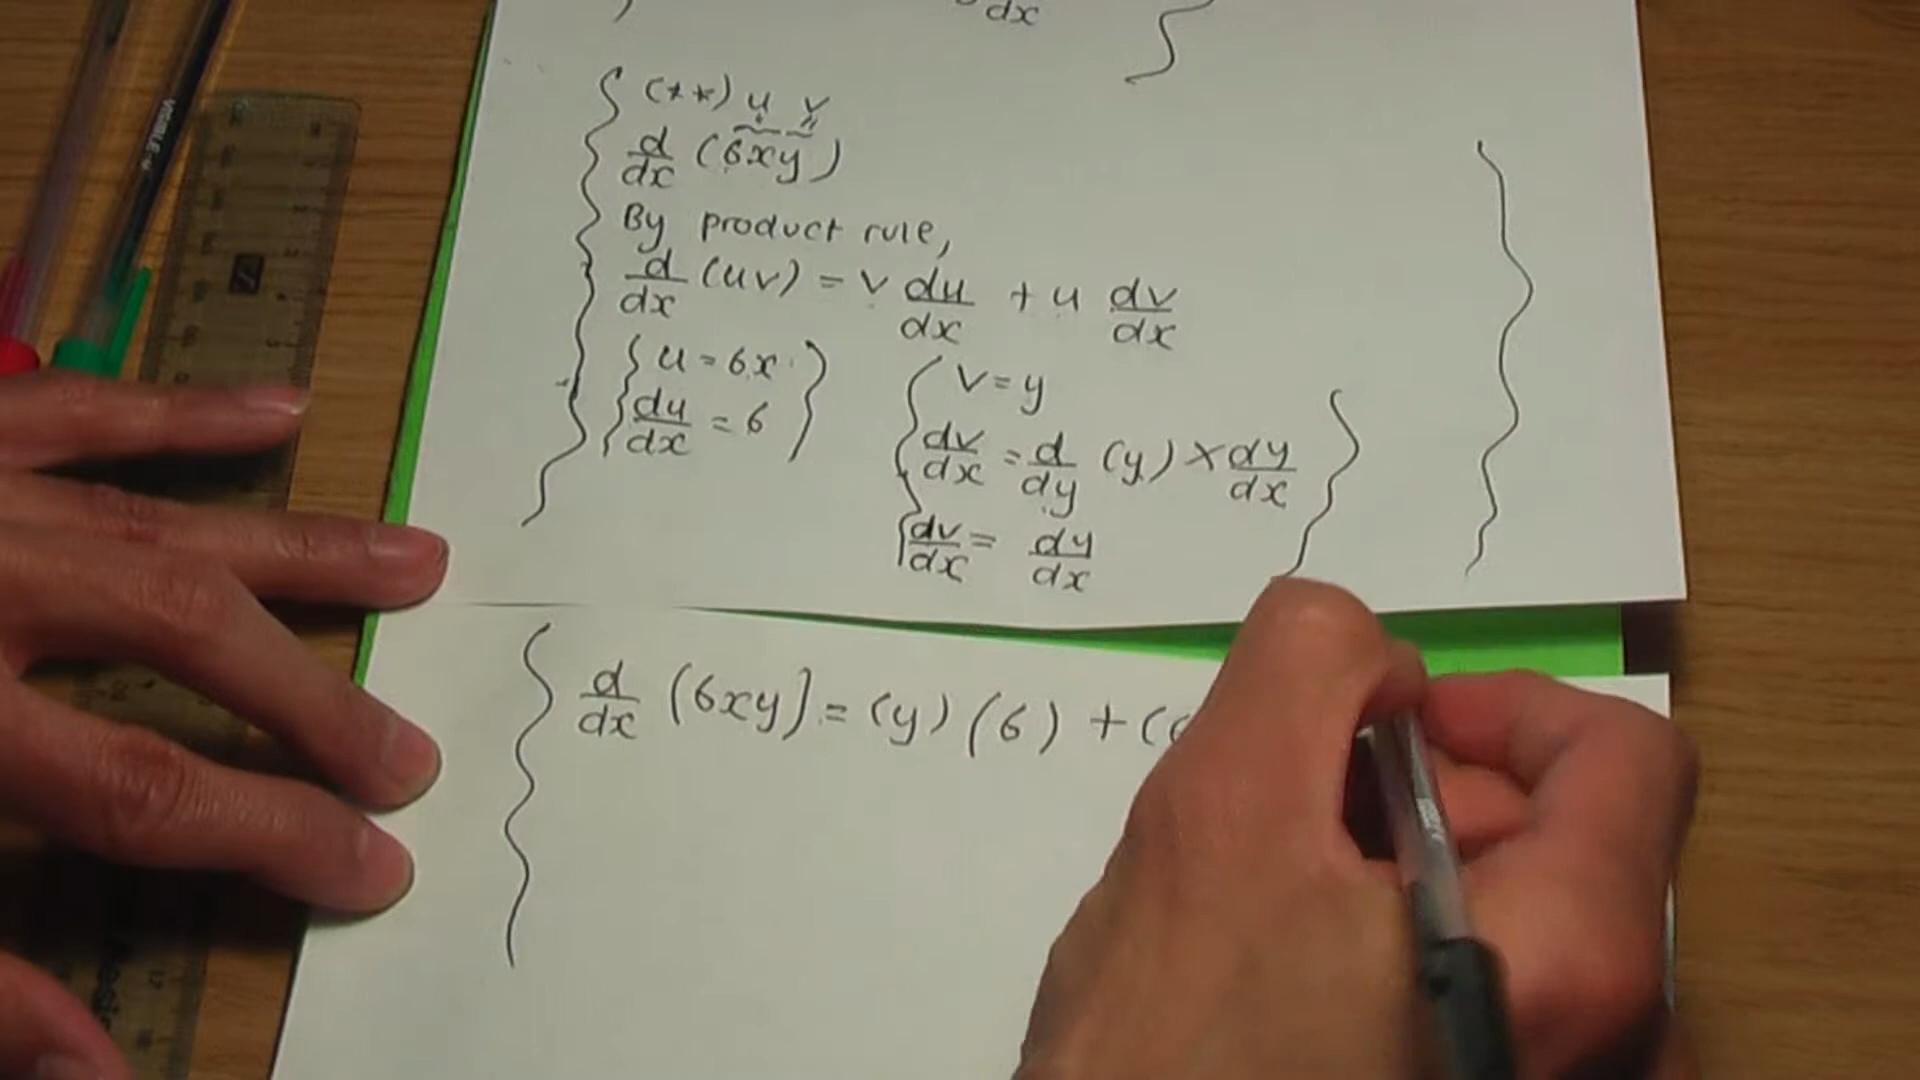 dx
(**) u v
d/dx (6xy)
By product rule,
d/dx (uv) = v du/dx + u dv/dx
u = 6x
du/dx = 6
v = y
dv/dx = d/dy (y) × dy/dx
dv/dx = dy/dx
d/dx (6xy) = (y) (6) + (